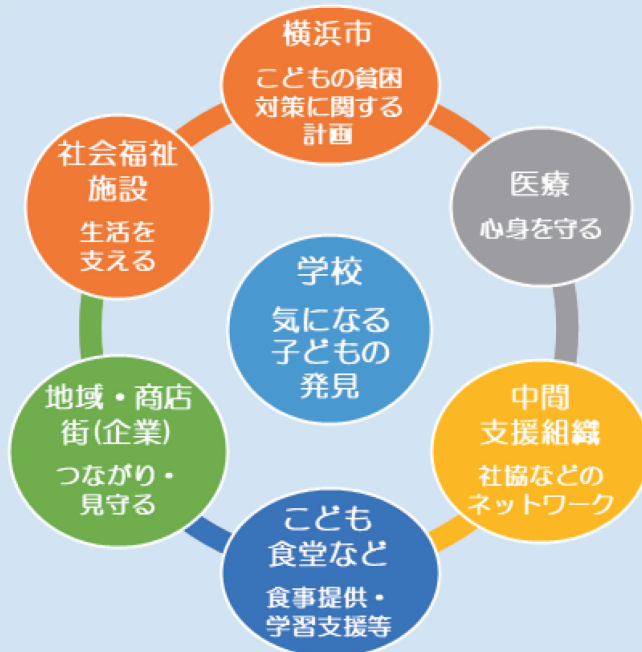 横浜市
こどもの貧困
対策に関する
計画
社会福祉
施設
生活を
支える
医療
心身を守る
学校
気になる
子どもの
発見
地域・商店
街(企業)
つながり・
見守る
中間
支援組織
社協などの
ネットワーク
こども
食堂など
食事提供・
学習支援等